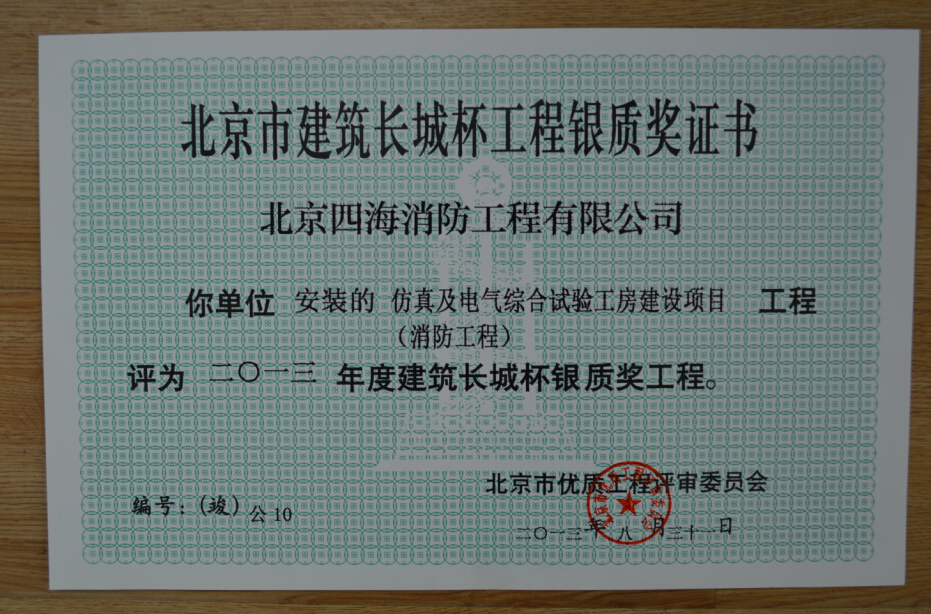 北京市建筑长城杯工程银质奖证书
北京四海消防工程有限公司
你单位 安装的 仿真及电气综合试验工房建设项目 工程
（消防工程）
评为 二〇一三 年度建筑长城杯银质奖工程。
北京市优质工程评审委员会
编号：（竣）公10
二〇一三年八月三十一日